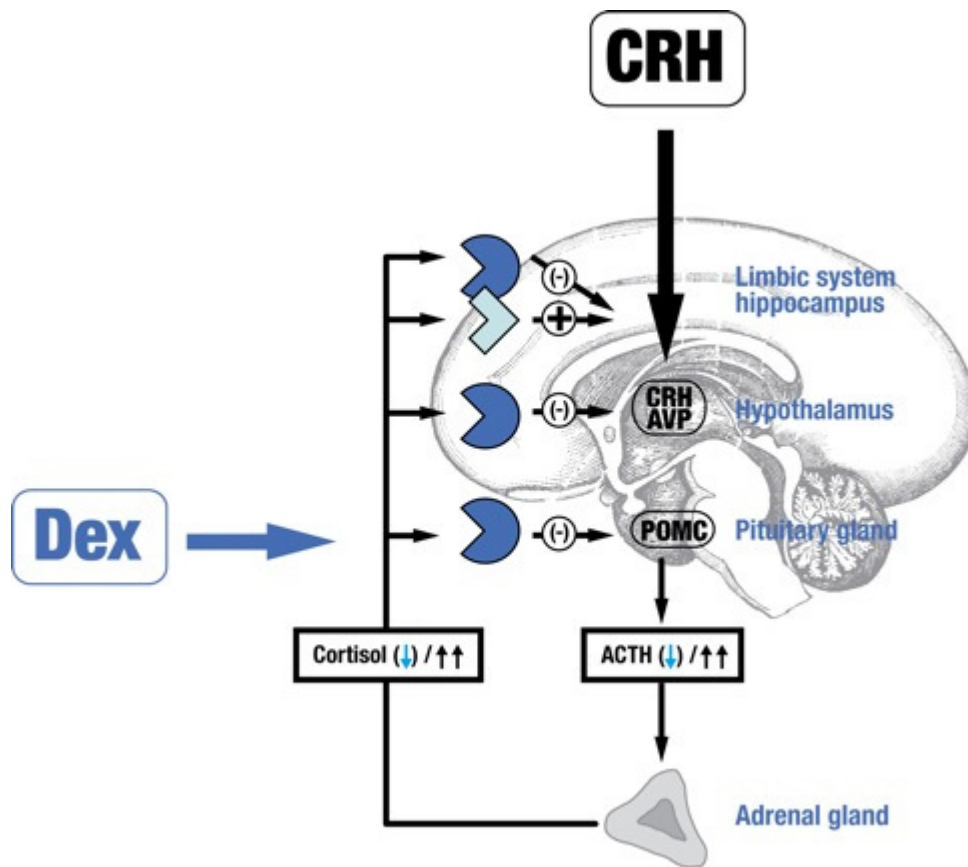 CRH
Limbic system
hippocampus
(-)
+
CRH
AVP
Hypothalamus
(-)
Dex
POMC
Pituitary gland
(-)
Cortisol (↓) / ↑↑
ACTH (↓) / ↑↑
Adrenal gland